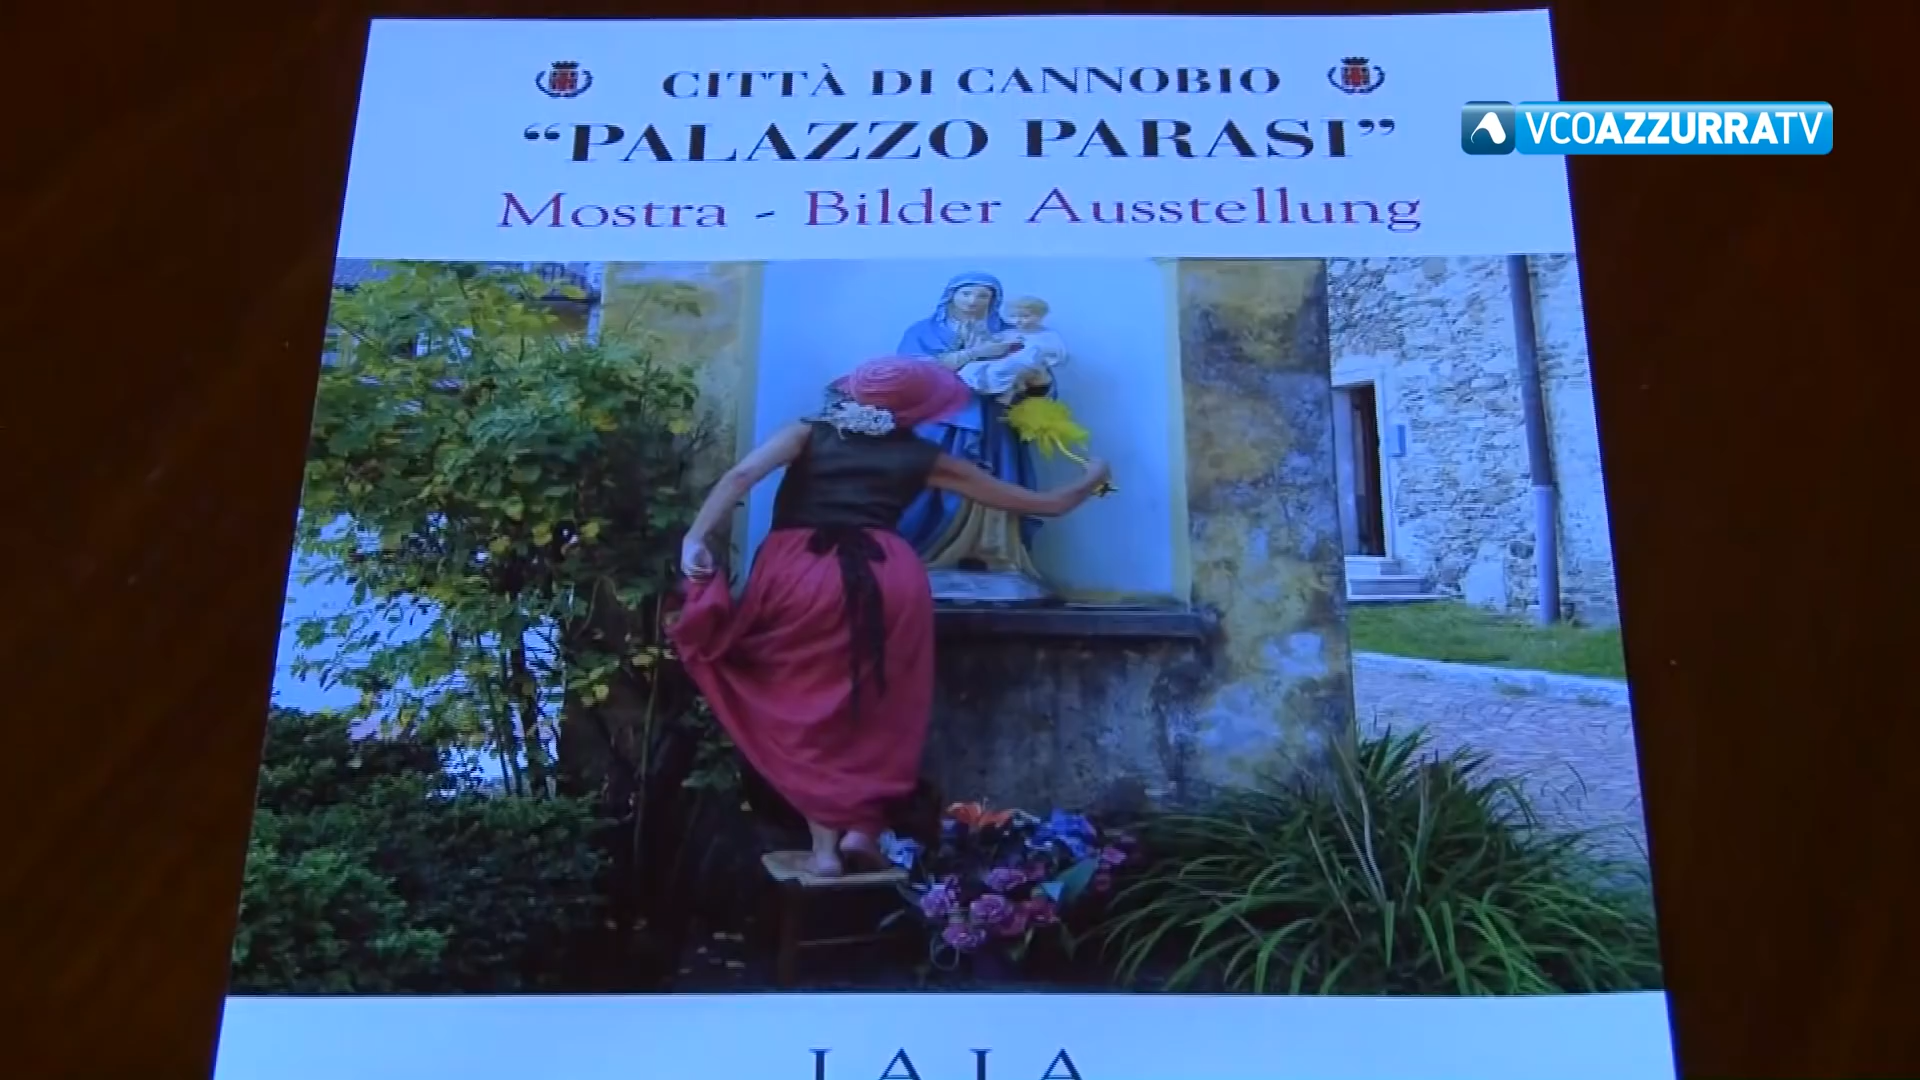 CITTÀ DI CANNOBIO
VCOAZZURRATV
"PALAZZO PARASI"
Mostra - Bilder Ausstellung